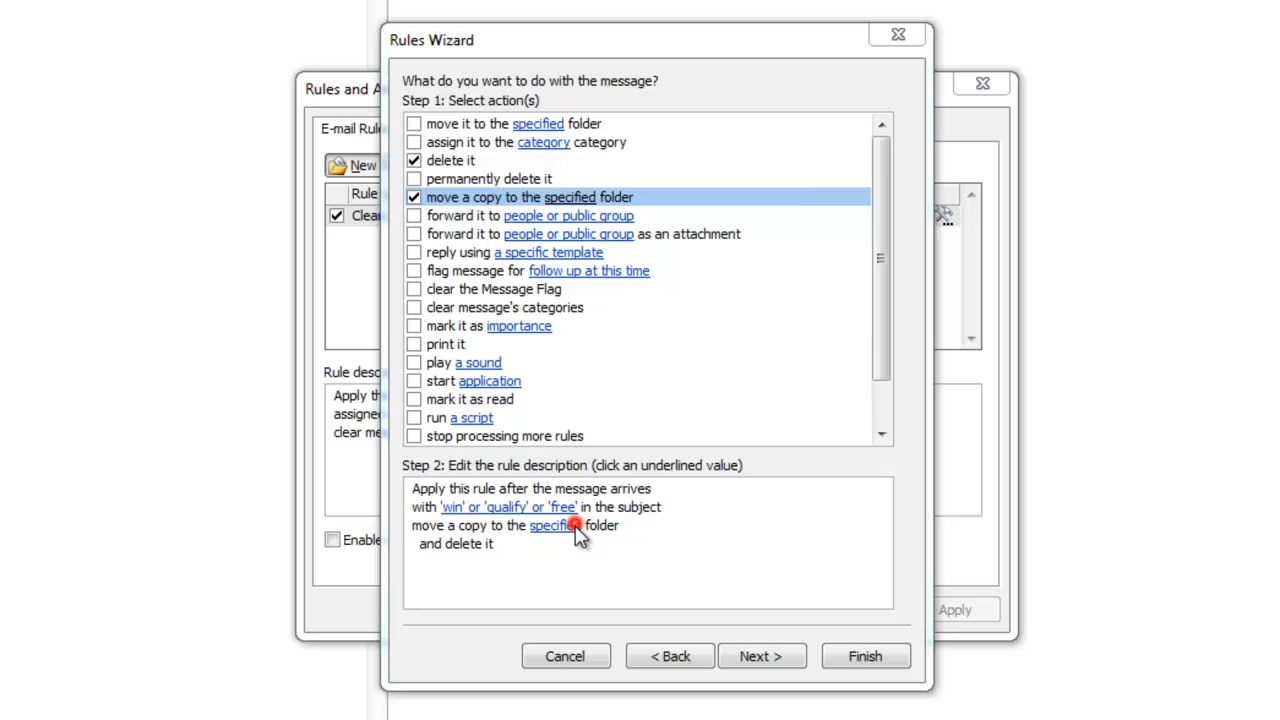 Rules Wizard
Rules and A
What do you want to do with the message?
Step 1: Select action(s)
E-mail Rul
New
Rule
Clea
move it to the specified folder
assign it to the category category
delete it
permanently delete it
move a copy to the specified folder
forward it to people or public group
forward it to people or public group as an attachment
reply using a specific template
flag message for follow up at this time
clear the Message Flag
clear message's categories
mark it as importance
print it
play a sound
start application
mark it as read
run a script
stop processing more rules
Rule desc
Apply th
assigned
clear me
Step 2: Edit the rule description (click an underlined value)
Apply this rule after the message arrives
with 'win' or 'qualify' or 'free' in the subject
move a copy to the specified folder
and delete it
Enable
Apply
Cancel
< Back
Next >
Finish